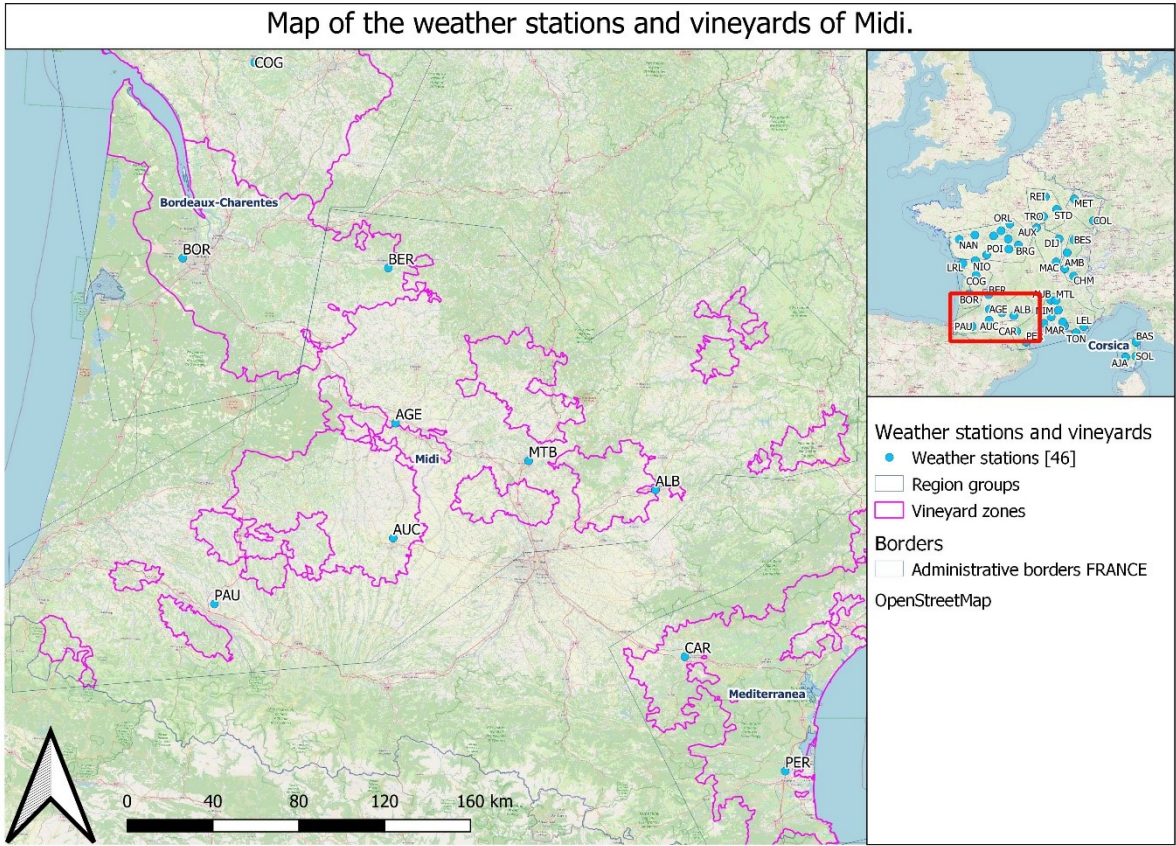 Map of the weather stations and vineyards of Midi.
COG
Bordeaux-Charentes
BOR
BER
AGE
Midi
MTB
ALB
AUC
PAU
CAR
Mediterranea
PER
0 40 80 120 160 km
REI
MET
TRO
STD
COL
ORL
AUX
NAN
DIJ
BES
POI
BRG
LRL
NIO
AMB
MAC
COG
CHM
BER
BOR
AUB
MTL
AGE
ALB
NIM
PAU
AUC
CAR
MAR
LEL
PE
TON
Corsica
BAS
AJA
SOL
Weather stations and vineyards
Weather stations [46]
Region groups
Vineyard zones
Borders
Administrative borders FRANCE
OpenStreetMap